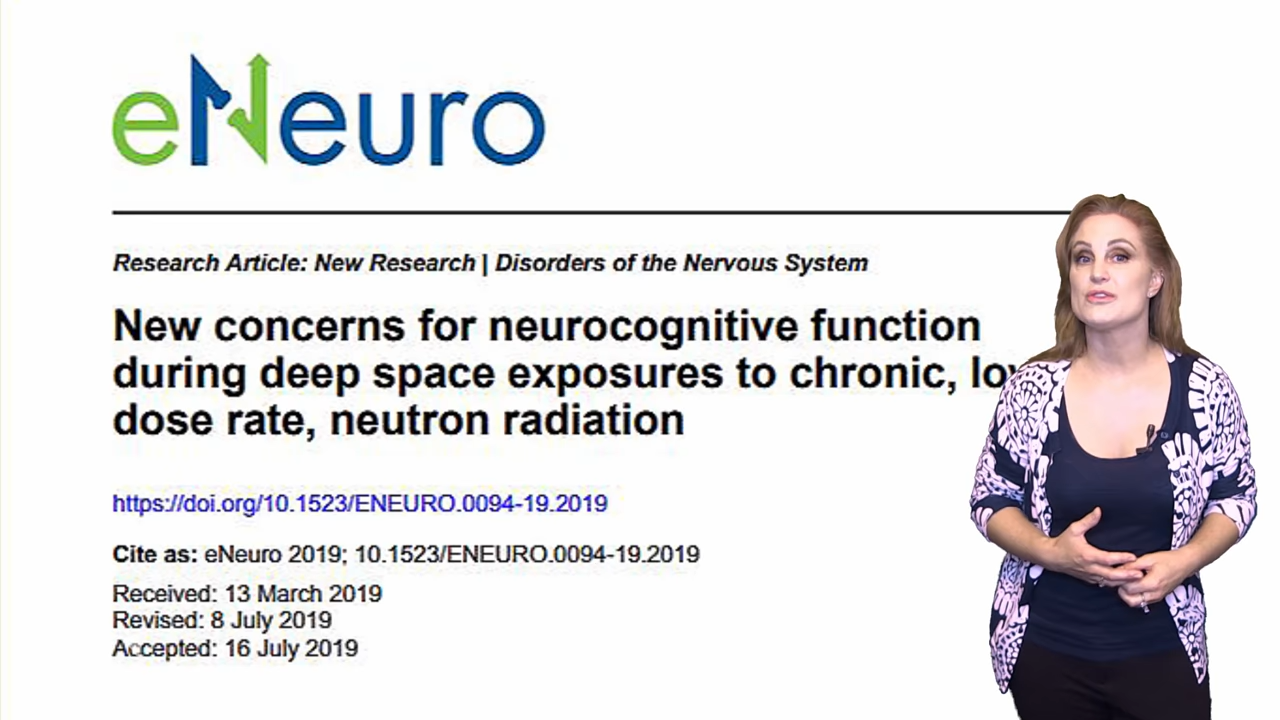 eNeuro
Research Article: New Research | Disorders of the Nervous System
New concerns for neurocognitive function
during deep space exposures to chronic,
dose rate, neutron radiation
https://doi.org/10.1523/ENEURO.0094-19.2019
Cite as: eNeuro 2019; 10.1523/ENEURO.0094-19.2019
Received: 13 March 2019
Revised: 8 July 2019
Accepted: 16 July 2019